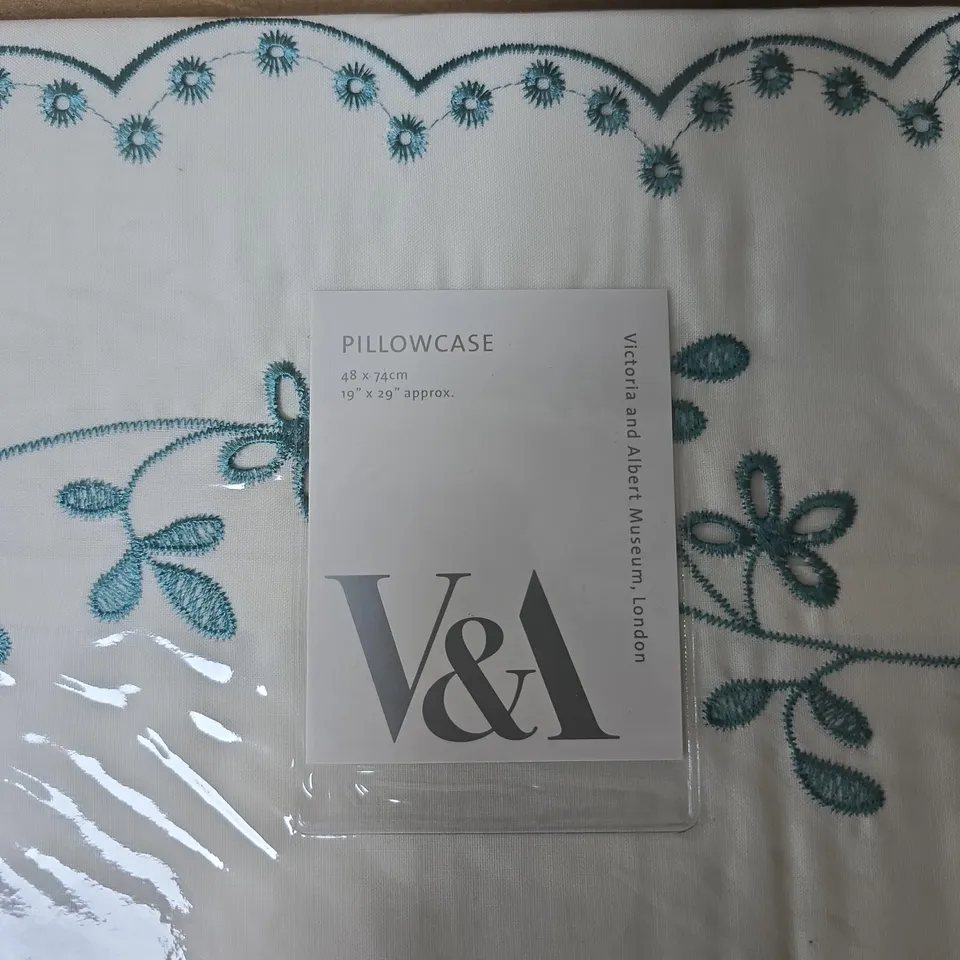 PILLOWCASE
48 x 74cm
19" x 29" approx.
Victoria and Albert Museum, London
V&A